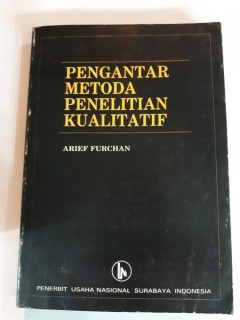 PENGANTAR
METODA
PENELITIAN
KUALITATIF
ARIEF FURCHAN
PENERBIT USAHA NASIONAL SURABAYA INDONESIA